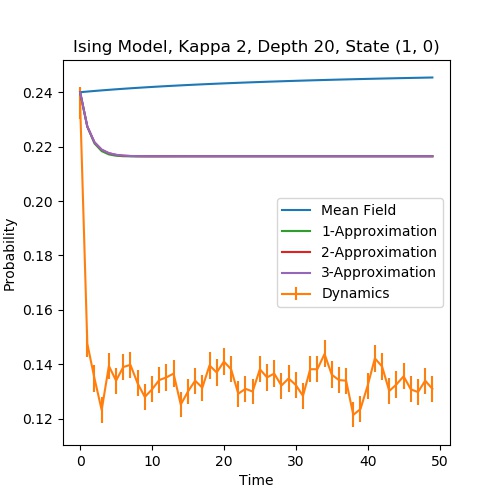 Ising Model, Kappa 2, Depth 20, State (1, 0)
0.24
0.22
0.20
0.18
0.16
0.14
0.12
Probability
Mean Field
1-Approximation
2-Approximation
3-Approximation
Dynamics
0 10 20 30 40 50
Time